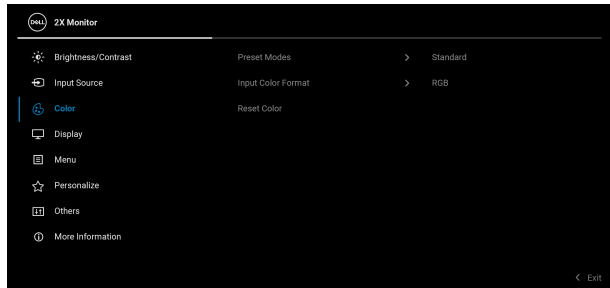 DELL 2X Monitor
Brightness/Contrast Preset Modes Standard
Input Source Input Color Format RGB
Color Reset Color
Display
Menu
Personalize
Others
More Information
Exit